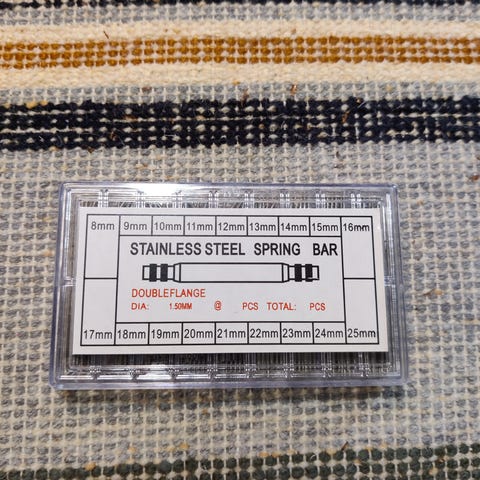 8mm 9mm 10mm 11mm 12mm 13mm 14mm 15mm 16mm
STAINLESS STEEL SPRING BAR
DOUBLEFLANGE
DIA: 1.50MM @ PCS TOTAL: PCS
17mm 18mm 19mm 20mm 21mm 22mm 23mm 24mm 25mm